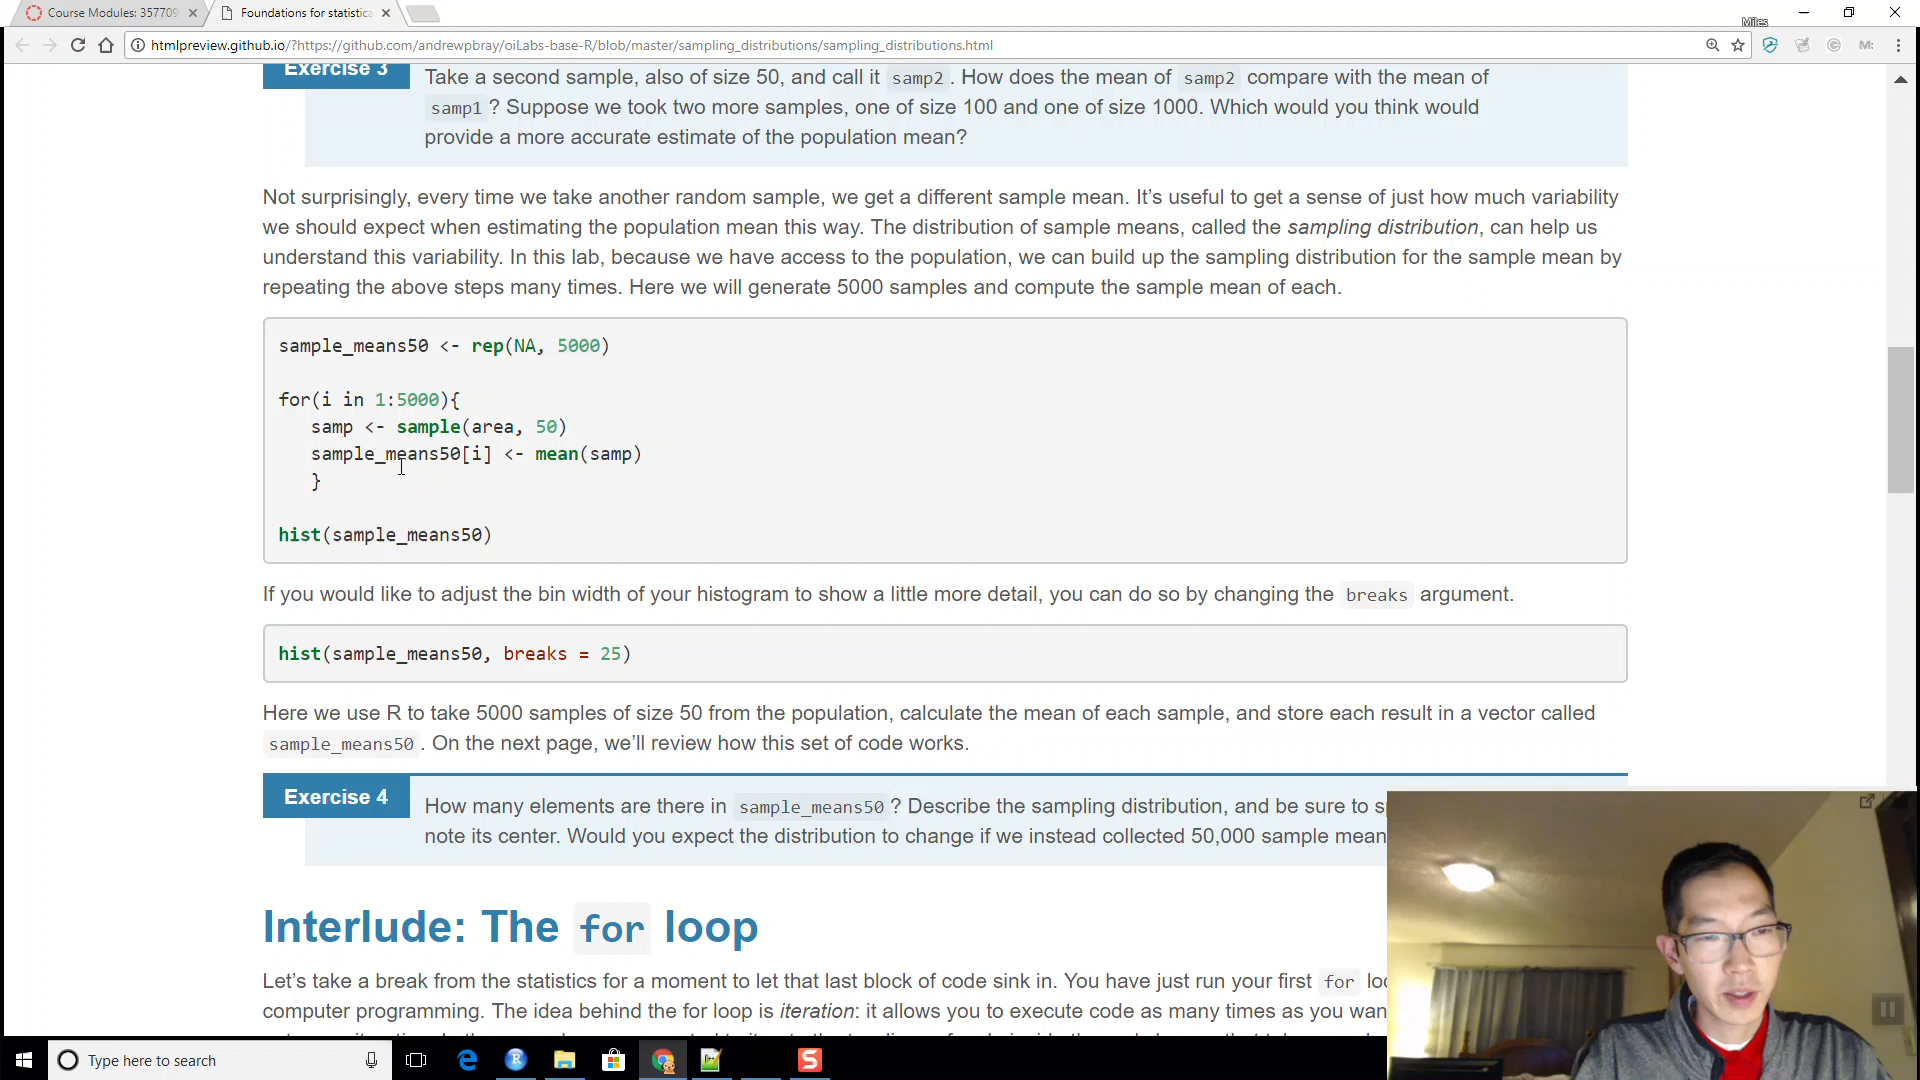 Course Modules: 357709
Foundations for statistica
Miles
htmlpreview.github.io/?https://github.com/andrewpbray/oiLabs-base-R/blob/master/sampling_distributions/sampling_distributions.html
Exercise 3
Take a second sample, also of size 50, and call it samp2. How does the mean of samp2 compare with the mean of
samp1? Suppose we took two more samples, one of size 100 and one of size 1000. Which would you think would
provide a more accurate estimate of the population mean?
Not surprisingly, every time we take another random sample, we get a different sample mean. It’s useful to get a sense of just how much variability
we should expect when estimating the population mean this way. The distribution of sample means, called the sampling distribution, can help us
understand this variability. In this lab, because we have access to the population, we can build up the sampling distribution for the sample mean by
repeating the above steps many times. Here we will generate 5000 samples and compute the sample mean of each.
sample_means50 <- rep(NA, 5000)
for(i in 1:5000){
samp <- sample(area, 50)
sample_means50[i] <- mean(samp)
}
hist(sample_means50)
If you would like to adjust the bin width of your histogram to show a little more detail, you can do so by changing the breaks argument.
hist(sample_means50, breaks = 25)
Here we use R to take 5000 samples of size 50 from the population, calculate the mean of each sample, and store each result in a vector called
sample_means50. On the next page, we’ll review how this set of code works.
Exercise 4
How many elements are there in sample_means50? Describe the sampling distribution, and be sure to s
note its center. Would you expect the distribution to change if we instead collected 50,000 sample mean
Interlude: The for loop
Let’s take a break from the statistics for a moment to let that last block of code sink in. You have just run your first for loo
computer programming. The idea behind the for loop is iteration: it allows you to execute code as many times as you wan
Type here to search